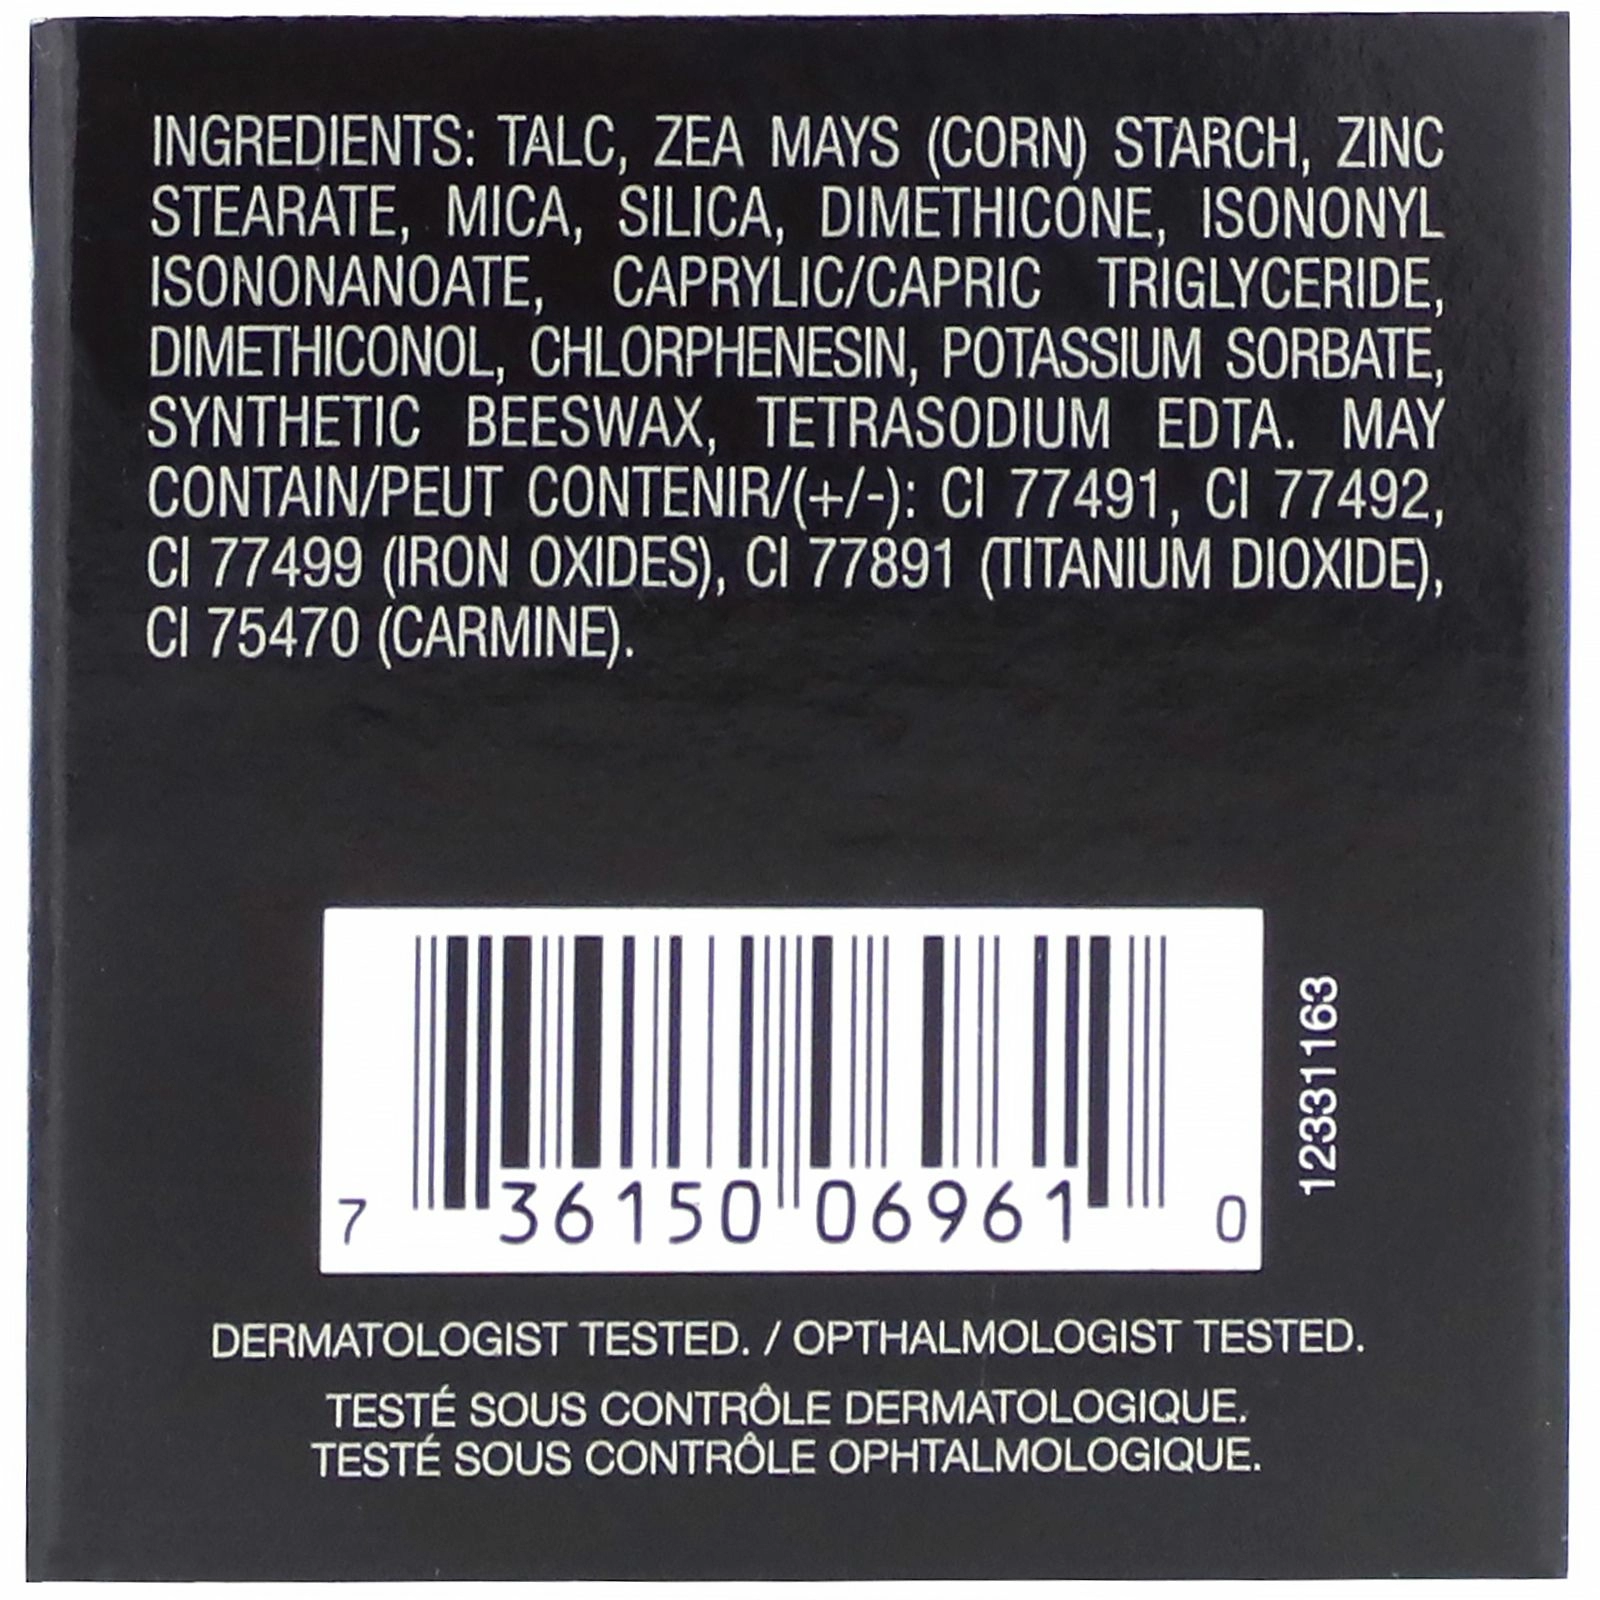 INGREDIENTS: TALC, ZEA MAYS (CORN) STARCH, ZINC
STEARATE, MICA, SILICA, DIMETHICONE, ISONONYL
ISONONANOATE, CAPRYLIC/CAPRIC TRIGLYCERIDE,
DIMETHICONOL, CHLORPHENESIN, POTASSIUM SORBATE,
SYNTHETIC BEESWAX, TETRASODIUM EDTA. MAY
CONTAIN/PEUT CONTENIR/(+/-): CI 77491, CI 77492,
CI 77499 (IRON OXIDES), CI 77891 (TITANIUM DIOXIDE),
CI 75470 (CARMINE).
7 36150 06961 0
12331163
DERMATOLOGIST TESTED. / OPTHALMOLOGIST TESTED.
TESTÉ SOUS CONTRÔLE DERMATOLOGIQUE.
TESTÉ SOUS CONTRÔLE OPHTALMOLOGIQUE.